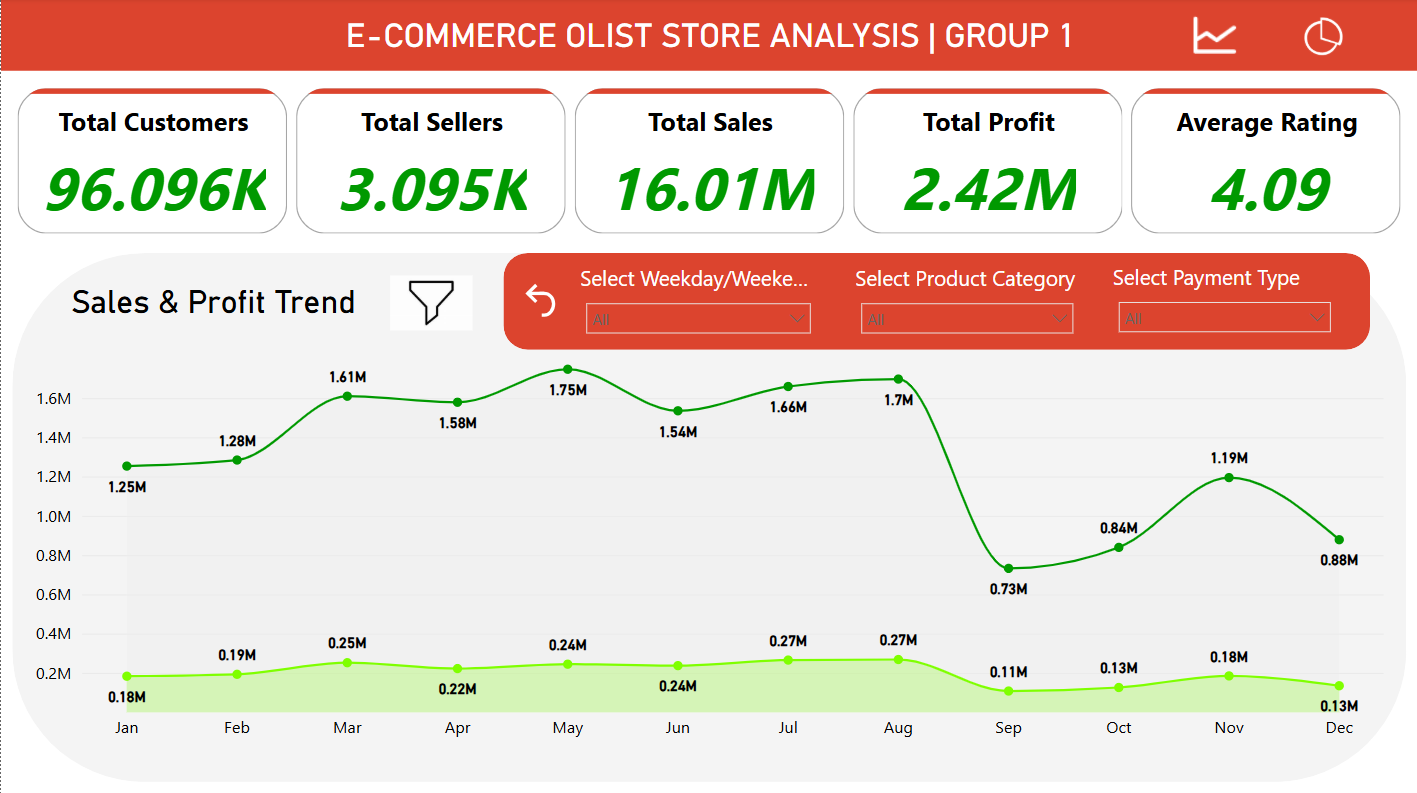 E-COMMERCE OLIST STORE ANALYSIS | GROUP 1
Total Customers
96.096K
Total Sellers
3.095K
Total Sales
16.01M
Total Profit
2.42M
Average Rating
4.09
Sales & Profit Trend
Select Weekday/Weeke...
All
Select Product Category
All
Select Payment Type
All
1.6M
1.4M
1.2M
1.0M
0.8M
0.6M
0.4M
0.2M
1.25M
1.28M
1.61M
1.58M
1.75M
1.54M
1.66M
1.7M
0.73M
0.84M
1.19M
0.88M
0.18M
0.19M
0.25M
0.22M
0.24M
0.24M
0.27M
0.27M
0.11M
0.13M
0.18M
0.13M
Jan
Feb
Mar
Apr
May
Jun
Jul
Aug
Sep
Oct
Nov
Dec